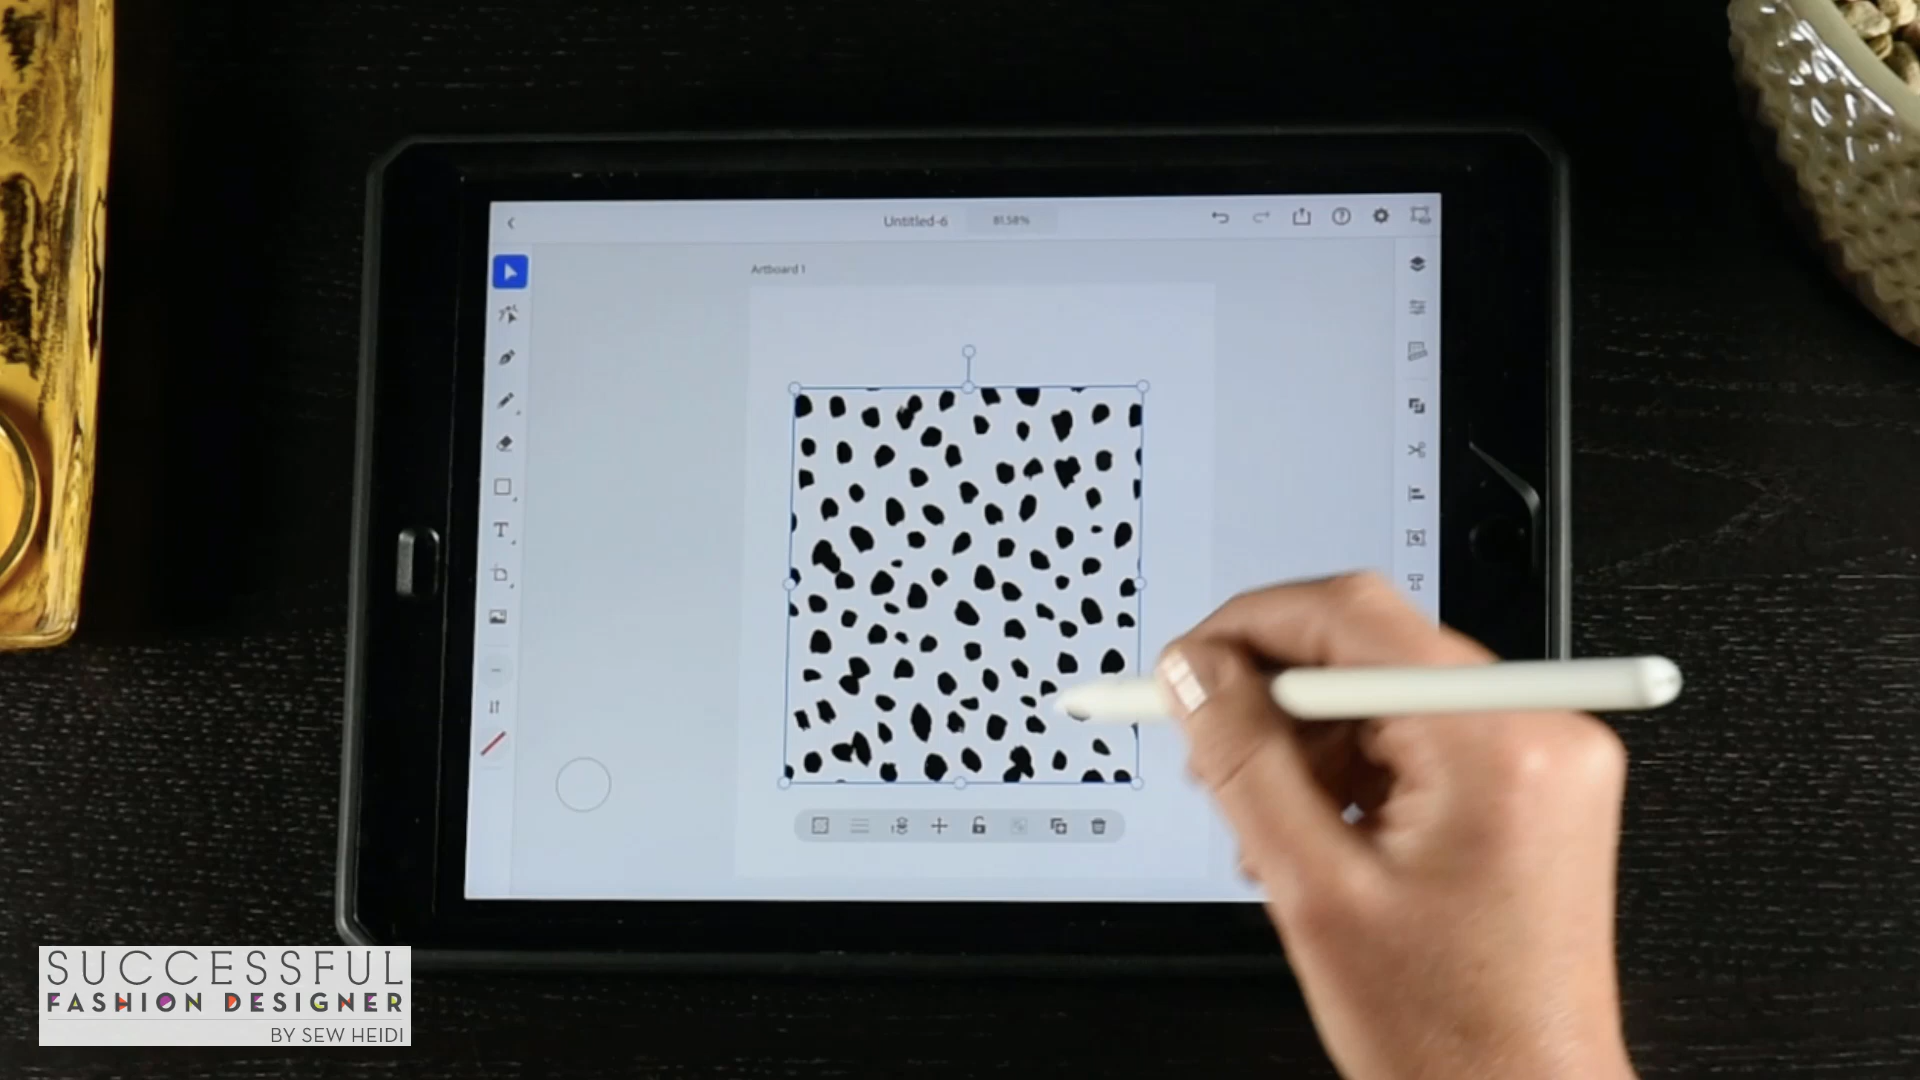 Untitled-6
81.58%
Artboard 1
SUCCESSFUL
FASHION DESIGNER
BY SEW HEIDI